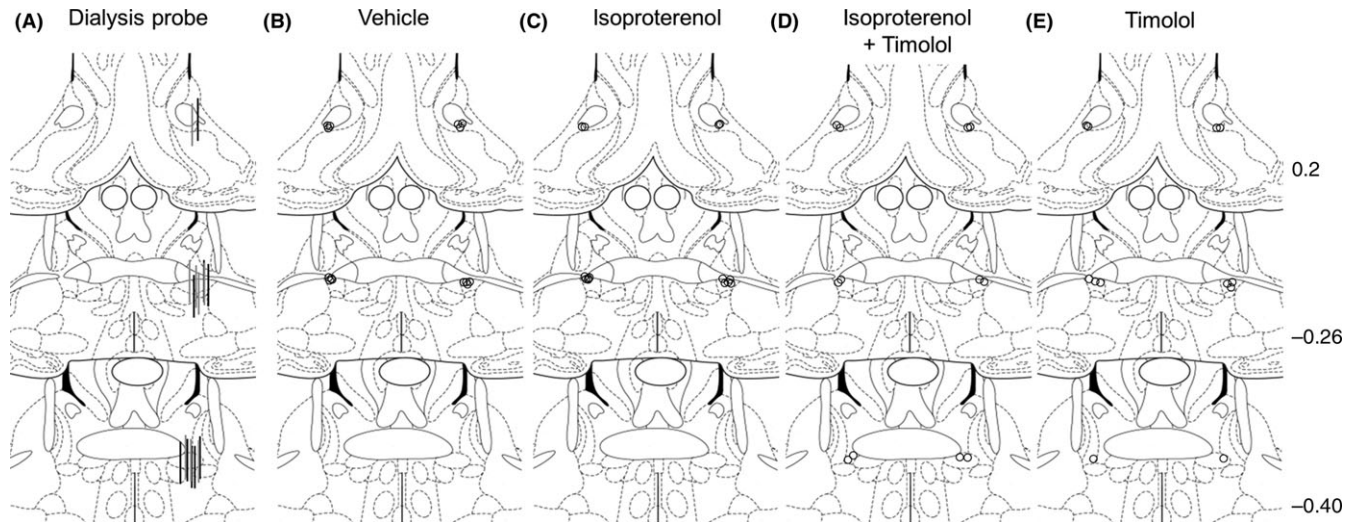 (A) Dialysis probe (B) Vehicle (C) Isoproterenol (D) Isoproterenol (E) Timolol
+ Timolol
0.2
–0.26
–0.40